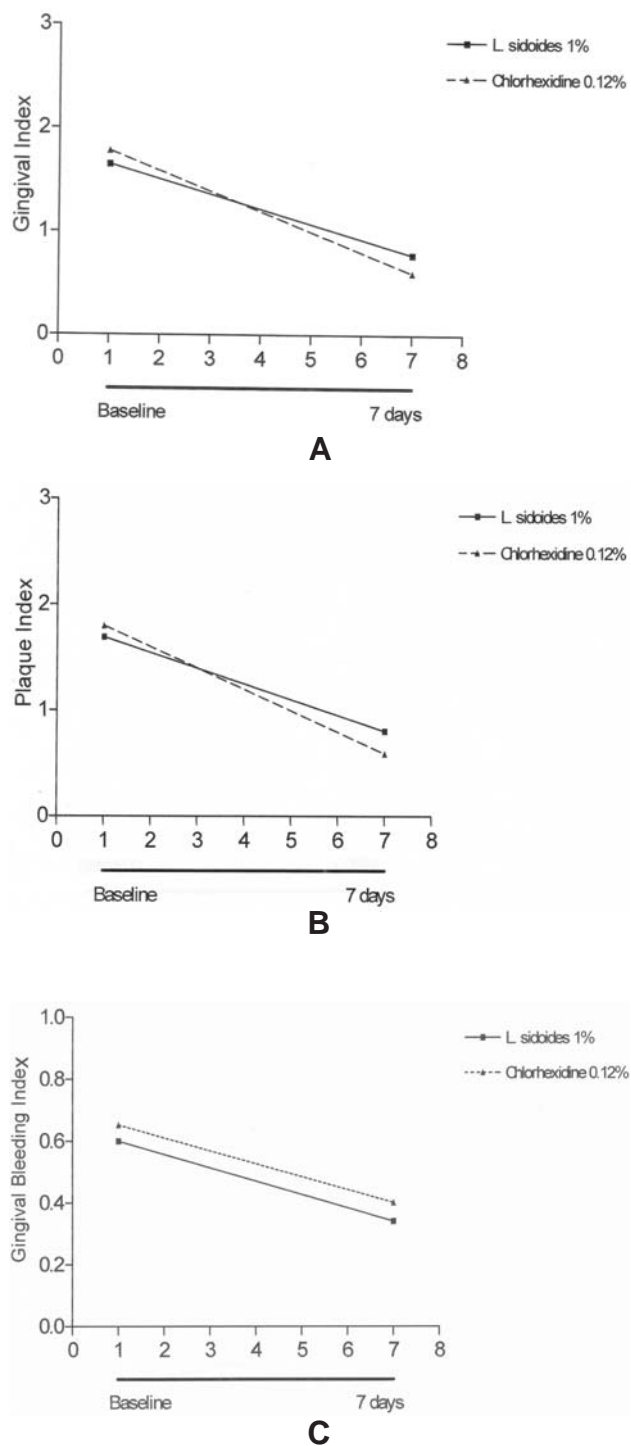 3
L. sidoides 1%
Chlorhexidine 0.12%
2
Gingival Index
1
0
0 1 2 3 4 5 6 7 8
Baseline 7 days
A
3
L. sidoides 1%
Chlorhexidine 0.12%
2
Plaque Index
1
0
0 1 2 3 4 5 6 7 8
Baseline 7 days
B
1.0
L. sidoides 1%
Chlorhexidine 0.12%
0.8
0.6
Gingival Bleeding Index
0.4
0.2
0.0
0 1 2 3 4 5 6 7 8
Baseline 7 days
C